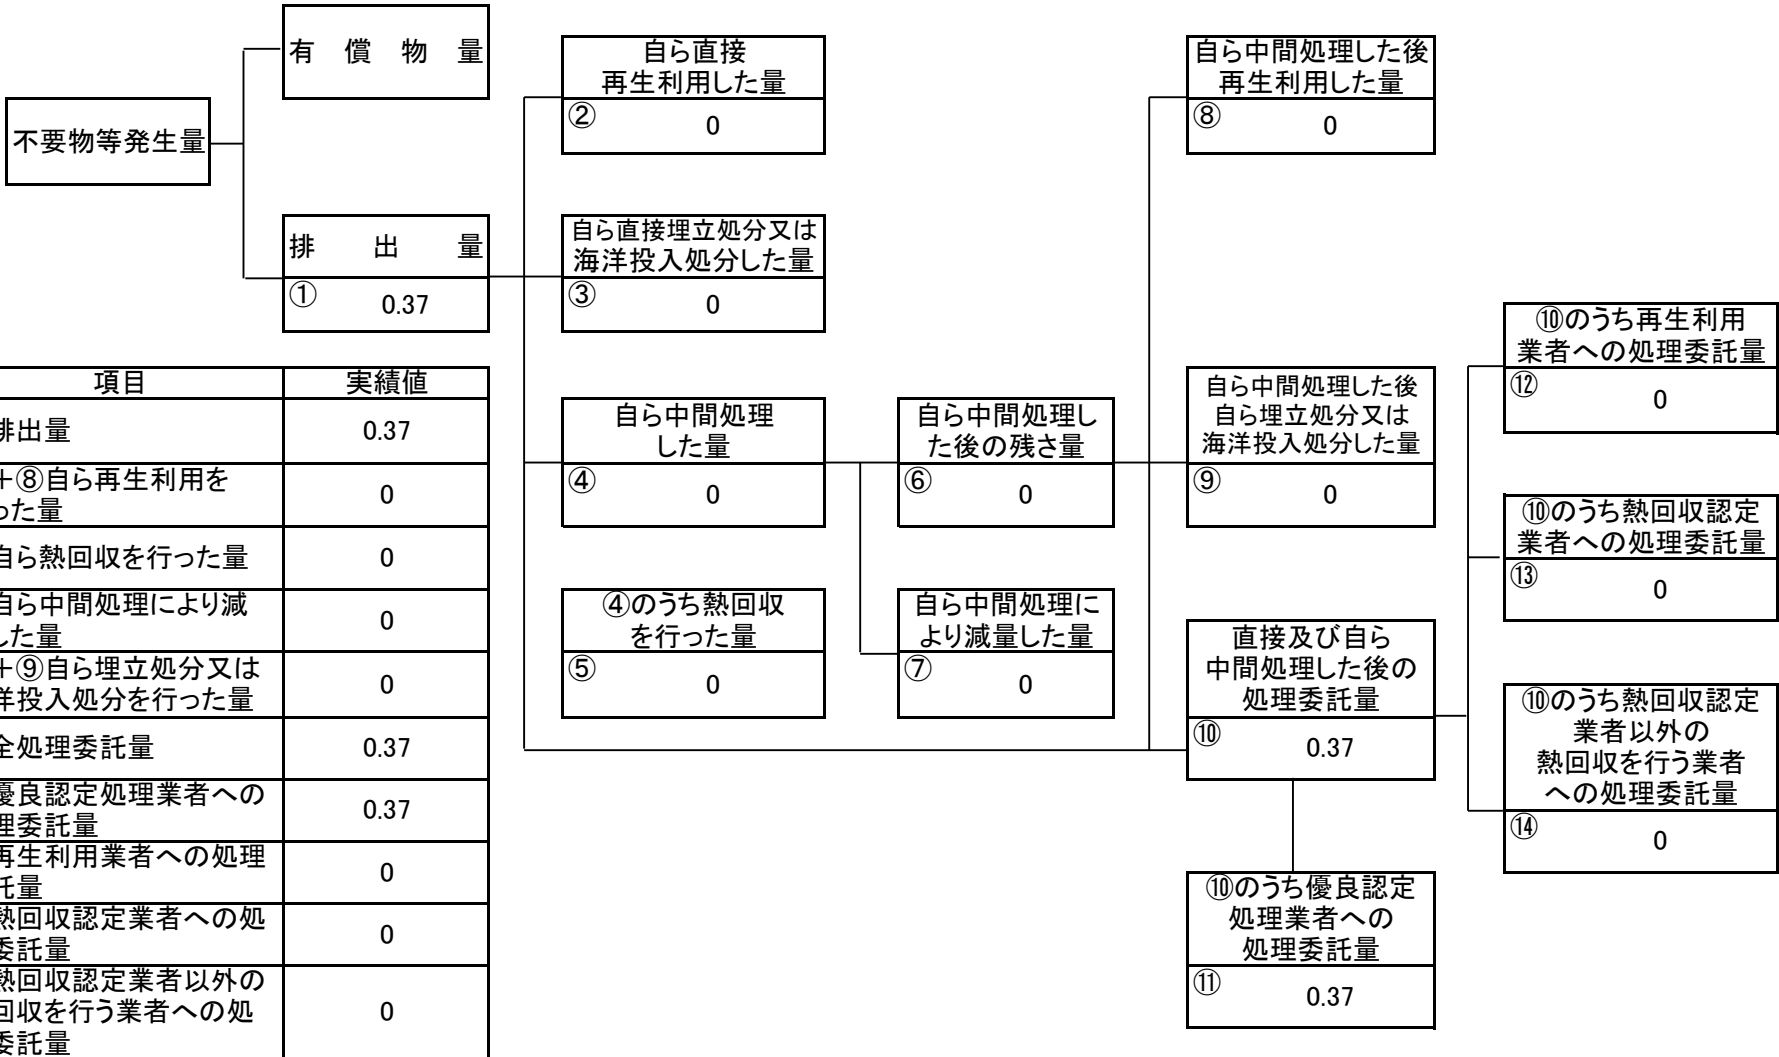 不要物等発生量
有償物量
排出量
① 0.37
自ら直接
再生利用した量
② 0
自ら直接埋立処分又は
海洋投入処分した量
③ 0
自ら中間処理
した量
④ 0
④のうち熱回収
を行った量
⑤ 0
自ら中間処理し
た後の残さ量
⑥ 0
自ら中間処理に
より減量した量
⑦ 0
自ら中間処理した後
再生利用した量
⑧ 0
自ら中間処理した後
自ら埋立処分又は
海洋投入処分した量
⑨ 0
直接及び自ら
中間処理した後の
処理委託量
⑩ 0.37
⑩のうち優良認定
処理業者への
処理委託量
⑪ 0.37
⑩のうち再生利用
業者への処理委託量
⑫ 0
⑩のうち熱回収認定
業者への処理委託量
⑬ 0
⑩のうち熱回収認定
業者以外の
熱回収を行う業者
への処理委託量
⑭ 0
項目 実績値
排出量 0.37
+⑧自ら再生利用を
った量 0
自ら熱回収を行った量 0
自ら中間処理により減
した量 0
+⑨自ら埋立処分又は
洋投入処分を行った量 0
全処理委託量 0.37
優良認定処理業者への
理委託量 0.37
再生利用業者への処理
託量 0
熱回収認定業者への処
委託量 0
熱回収認定業者以外の
回収を行う業者への処
委託量 0